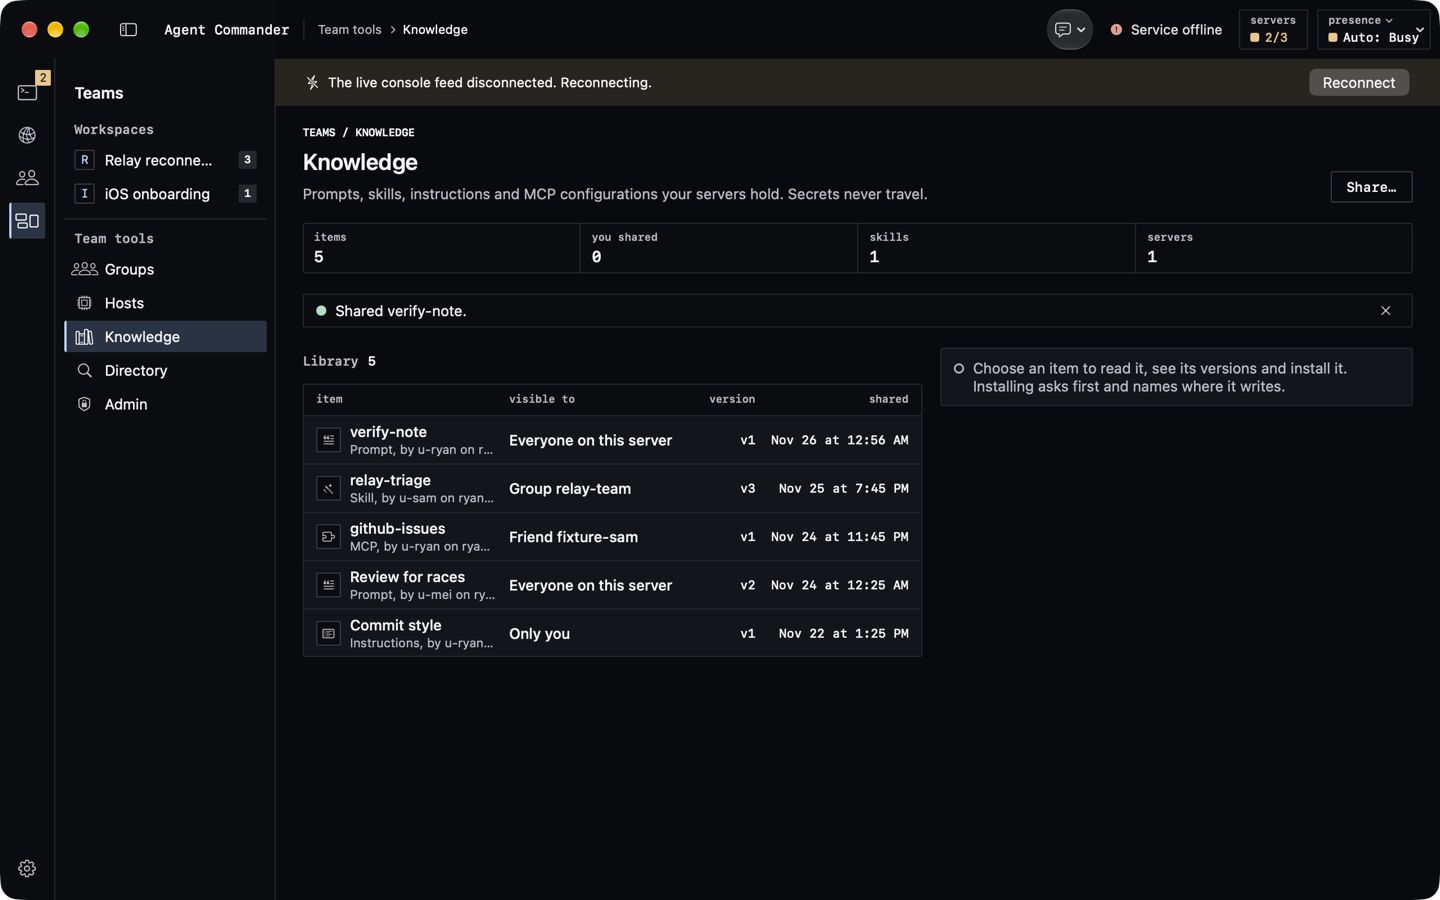 Agent Commander
Team tools > Knowledge
Service offline
servers
2/3
presence
Auto: Busy
2
Teams
Workspaces
R Relay reconne... 3
I iOS onboarding 1
Team tools
Groups
Hosts
Knowledge
Directory
Admin
The live console feed disconnected. Reconnecting.
Reconnect
TEAMS / KNOWLEDGE
Knowledge
Prompts, skills, instructions and MCP configurations your servers hold. Secrets never travel.
Share…
items
5
you shared
0
skills
1
servers
1
Shared verify-note.
Library 5
item visible to version shared
verify-note
Prompt, by u-ryan on r...
Everyone on this server v1 Nov 26 at 12:56 AM
relay-triage
Skill, by u-sam on ryan...
Group relay-team v3 Nov 25 at 7:45 PM
github-issues
MCP, by u-ryan on rya...
Friend fixture-sam v1 Nov 24 at 11:45 PM
Review for races
Prompt, by u-mei on ry...
Everyone on this server v2 Nov 24 at 12:25 AM
Commit style
Instructions, by u-ryan...
Only you v1 Nov 22 at 1:25 PM
Choose an item to read it, see its versions and install it.
Installing asks first and names where it writes.